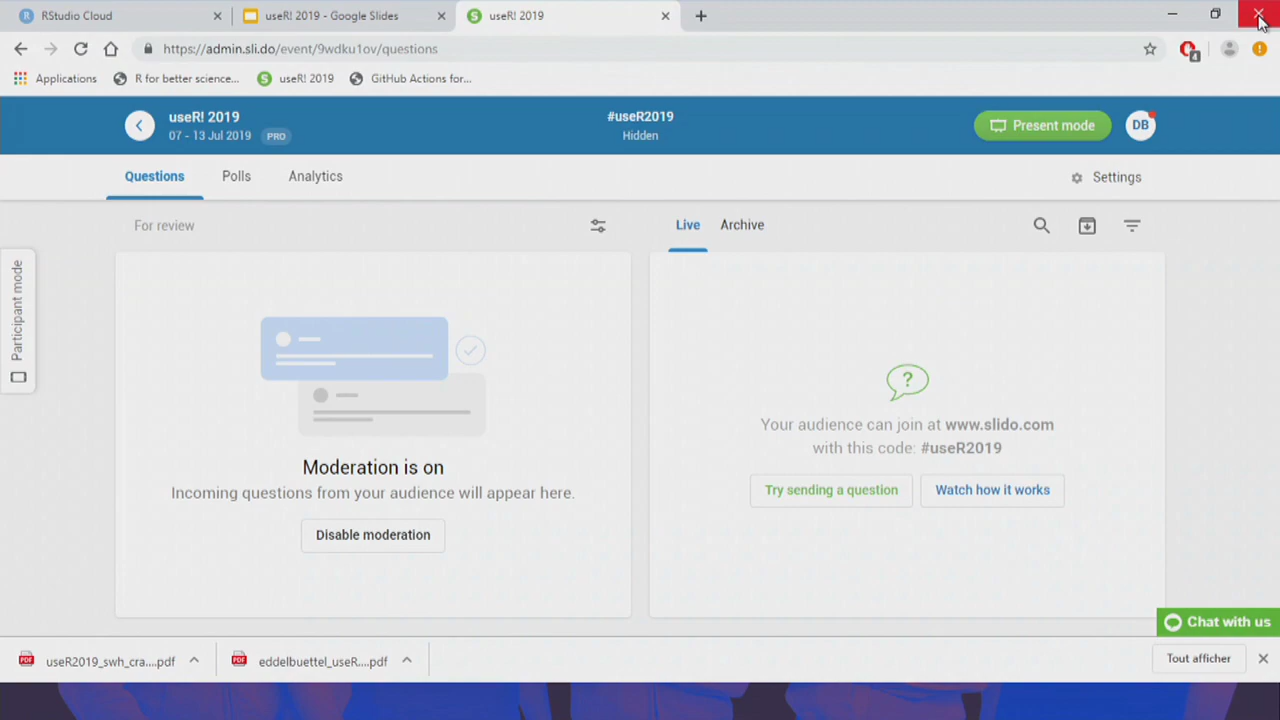 RStudio Cloud
useR! 2019 - Google Slides
useR! 2019
https://admin.sli.do/event/9wdku1ov/questions
4
Applications
R for better science...
useR! 2019
GitHub Actions for...
useR! 2019
07 - 13 Jul 2019 PRO
#useR2019
Hidden
Present mode
DB
Questions
Polls
Analytics
Settings
For review
Live
Archive
Participant mode
Moderation is on
Incoming questions from your audience will appear here.
Disable moderation
?
Your audience can join at www.slido.com
with this code: #useR2019
Try sending a question
Watch how it works
Chat with us
PDF
useR2019_swh_cra....pdf
PDF
eddelbuettel_useR....pdf
Tout afficher